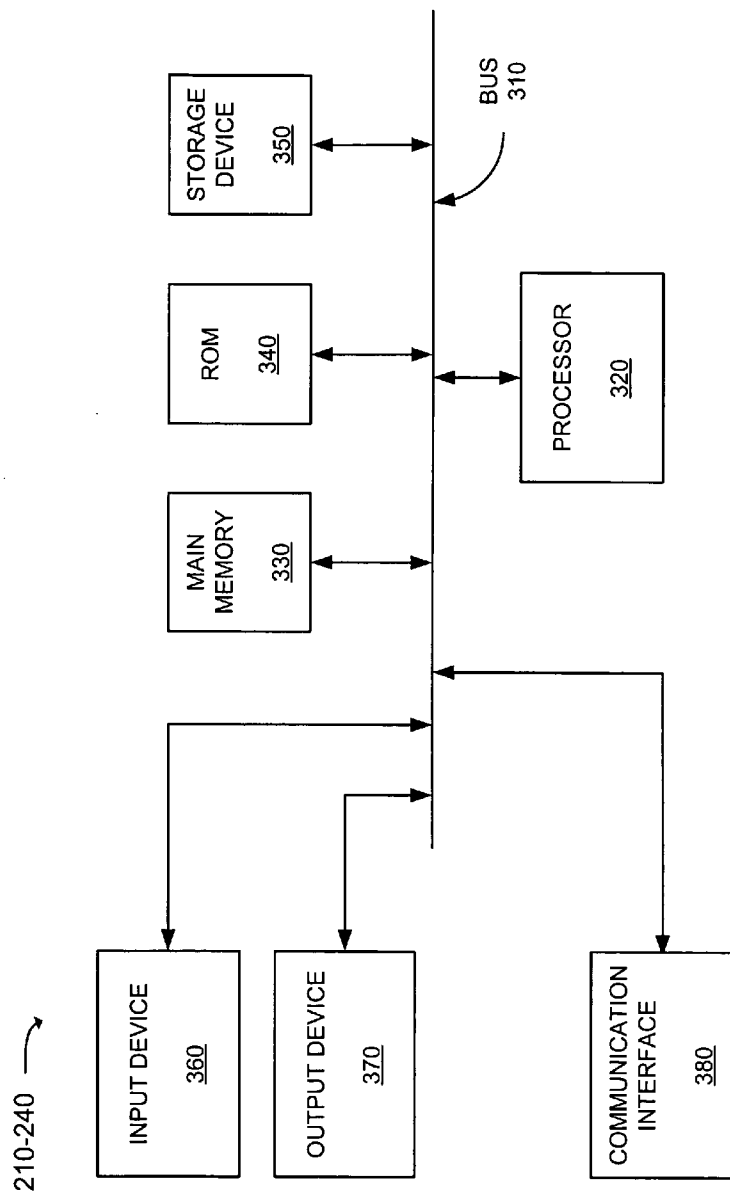 210-240
INPUT DEVICE
360
OUTPUT DEVICE
370
COMMUNICATION
INTERFACE
380
MAIN
MEMORY
330
ROM
340
STORAGE
DEVICE
350
PROCESSOR
320
BUS
310